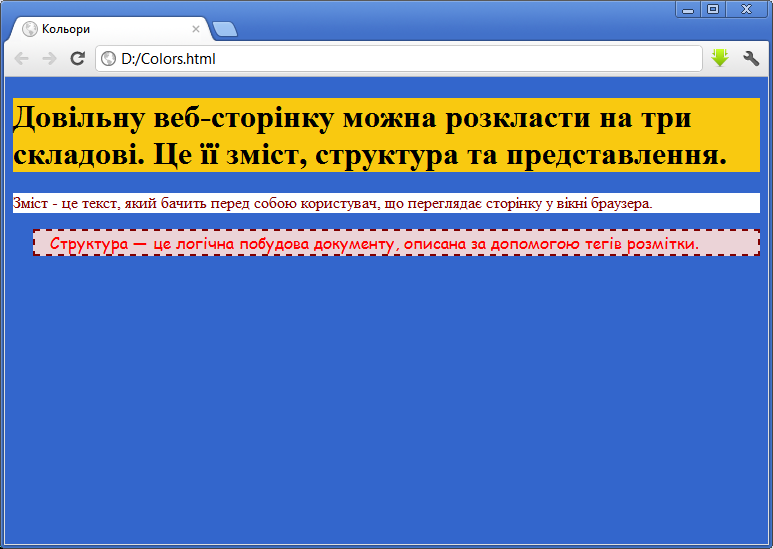 Кольори
D:/Colors.html
Довільну веб-сторінку можна розкласти на три
складові. Це її зміст, структура та представлення.
Зміст - це текст, який бачить перед собою користувач, що переглядає сторінку у вікні браузера.
Структура — це логічна побудова документу, описана за допомогою тегів розмітки.